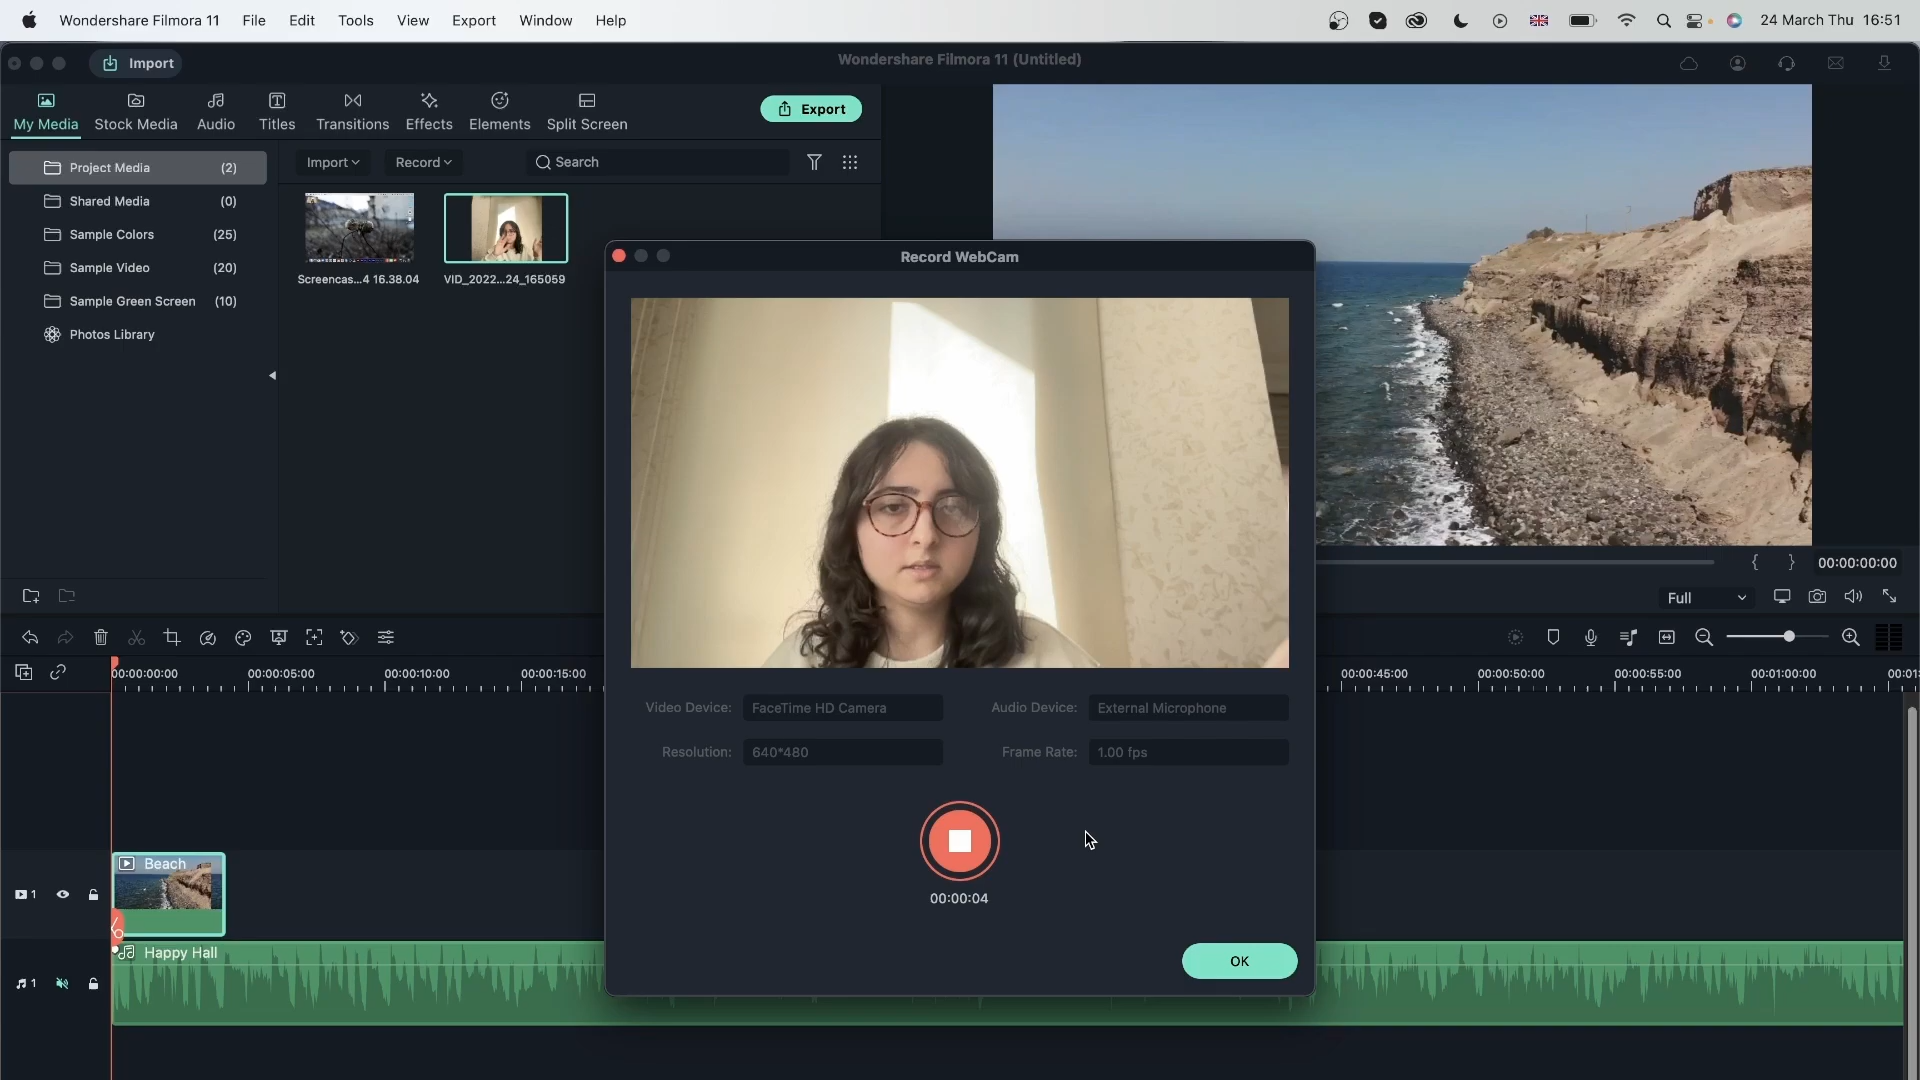 Wondershare Filmora 11 File Edit Tools View Export Window Help 24 March Thu 16:51
Import Wondershare Filmora 11 (Untitled)
My Media Stock Media Audio Titles Transitions Effects Elements Split Screen Export
Project Media (2) Import Record Search
Shared Media (0)
Sample Colors (25)
Sample Video (20)
Sample Green Screen (10)
Photos Library
Screencas...4 16.38.04 VID_2022...24_165059
Record WebCam
{ } 00:00:00:00
Full
00:00:00:00 00:00:05:00 00:00:10:00 00:00:15:00 00:00:45:00 00:00:50:00 00:00:55:00 00:01:00:00 00:01
Video Device: FaceTime HD Camera Audio Device: External Microphone
Resolution: 640*480 Frame Rate: 1.00 fps
00:00:04
OK
Beach
1
Happy Hall
1